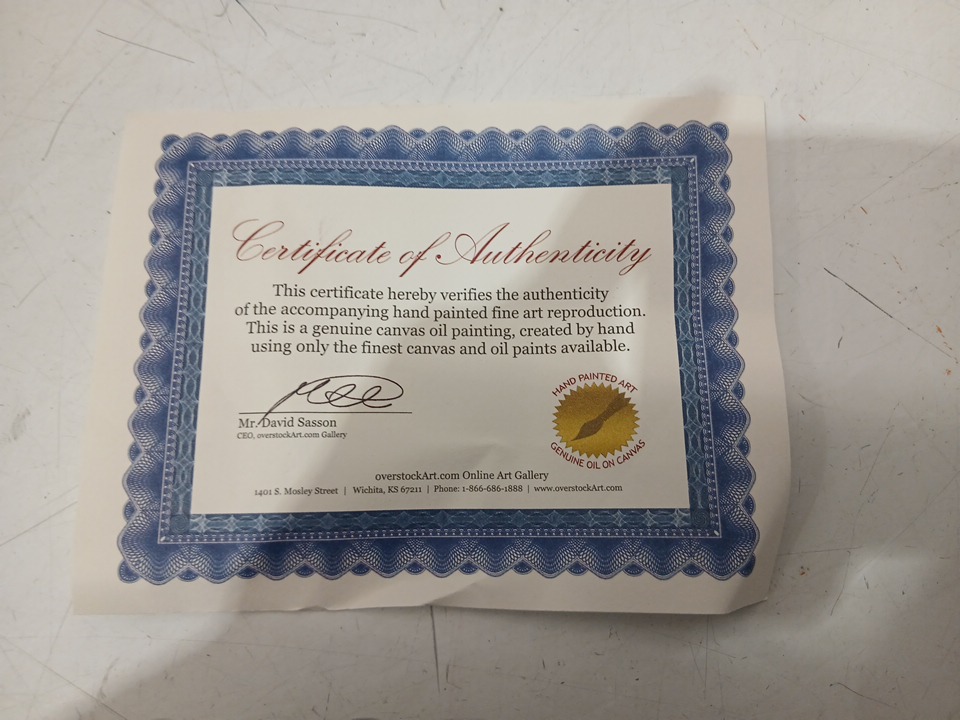 Certificate of Authenticity
This certificate hereby verifies the authenticity
of the accompanying hand painted fine art reproduction.
This is a genuine canvas oil painting, created by hand
using only the finest canvas and oil paints available.
Mr. David Sasson
CEO, overstockArt.com Gallery
HAND PAINTED ART
GENUINE OIL ON CANVAS
overstockArt.com Online Art Gallery
1401 S. Mosley Street | Wichita, KS 67211 | Phone: 1-866-686-1888 | www.overstockArt.com